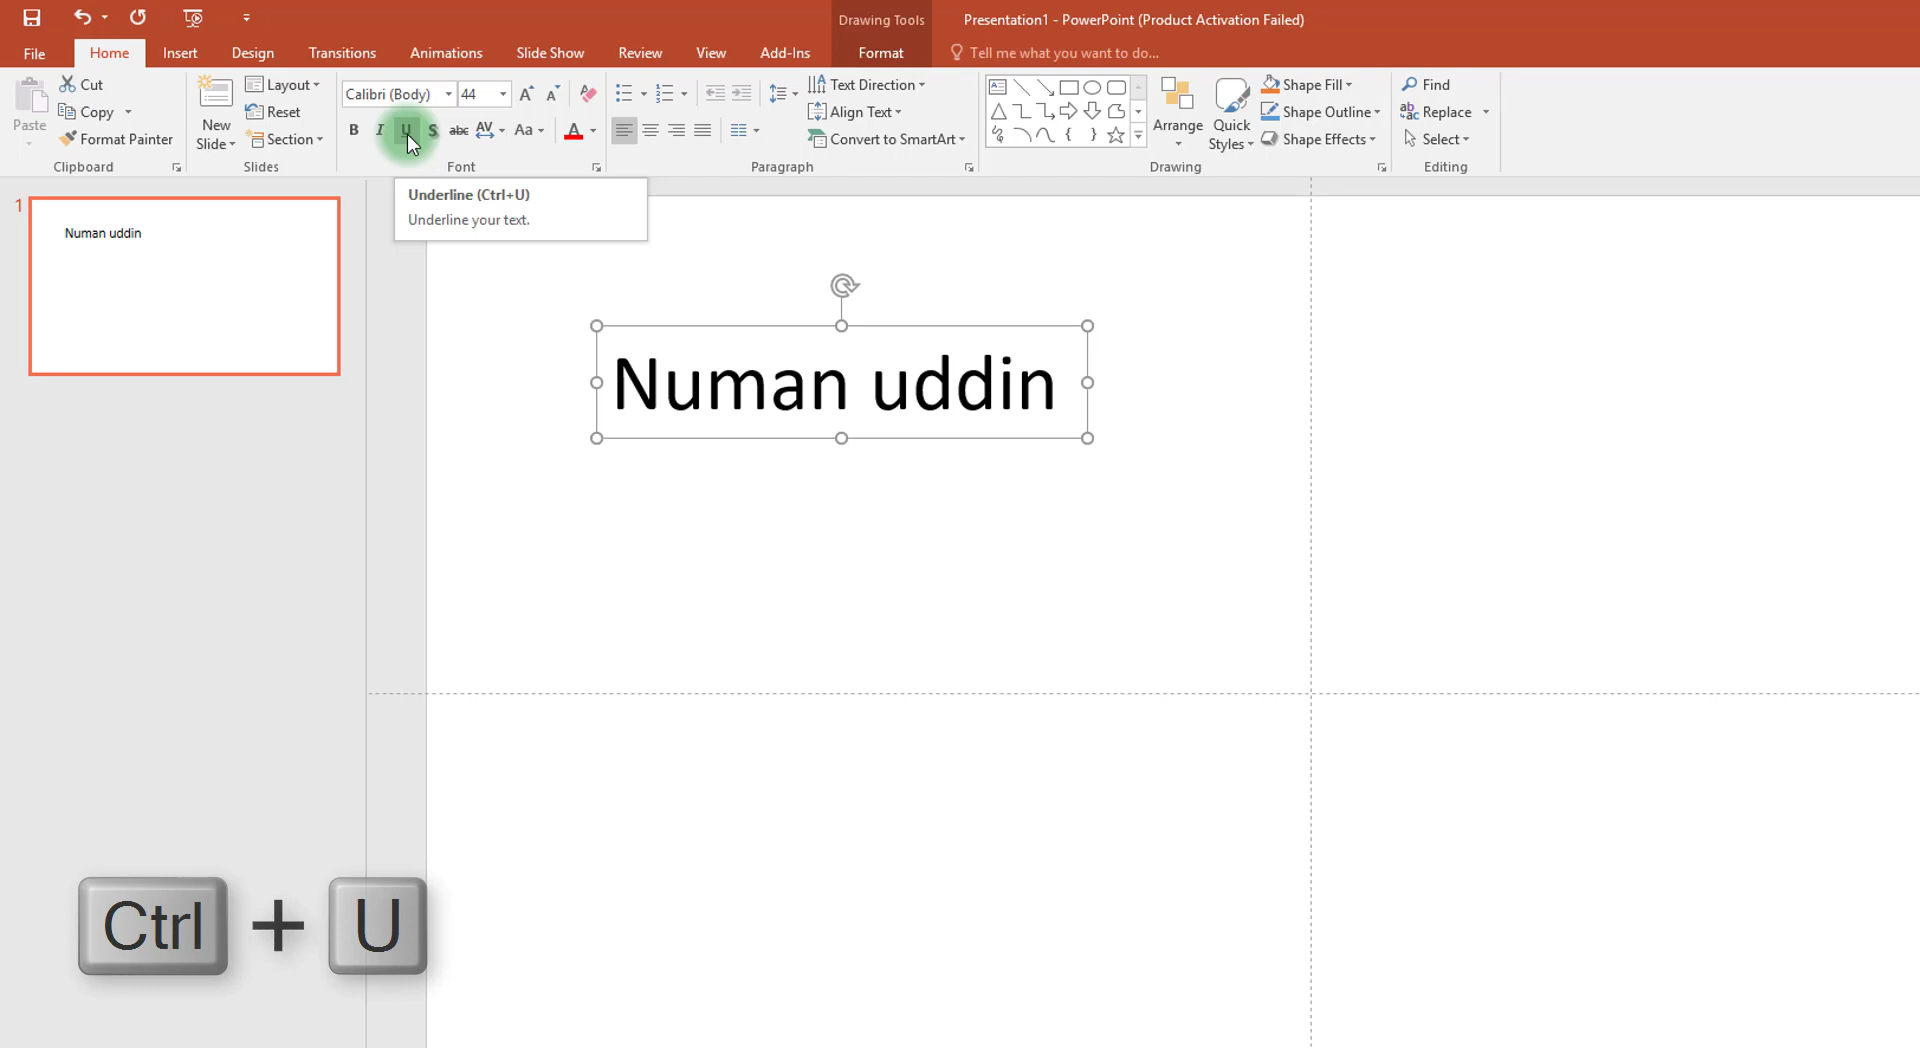 Drawing Tools
Presentation1 - PowerPoint (Product Activation Failed)
File Home Insert Design Transitions Animations Slide Show Review View Add-Ins Format Tell me what you want to do...
Paste
Cut
Copy
Format Painter
Clipboard
New
Slide
Layout
Reset
Section
Slides
Calibri (Body) 44 A A A
B I U S abc AV Aa A
Font
Text Direction
Align Text
Convert to SmartArt
Paragraph
Arrange
Quick
Styles
Shape Fill
Shape Outline
Shape Effects
Drawing
Find
Replace
Select
Editing
Underline (Ctrl+U)
Underline your text.
1
Numan uddin
Numan uddin
Ctrl + U